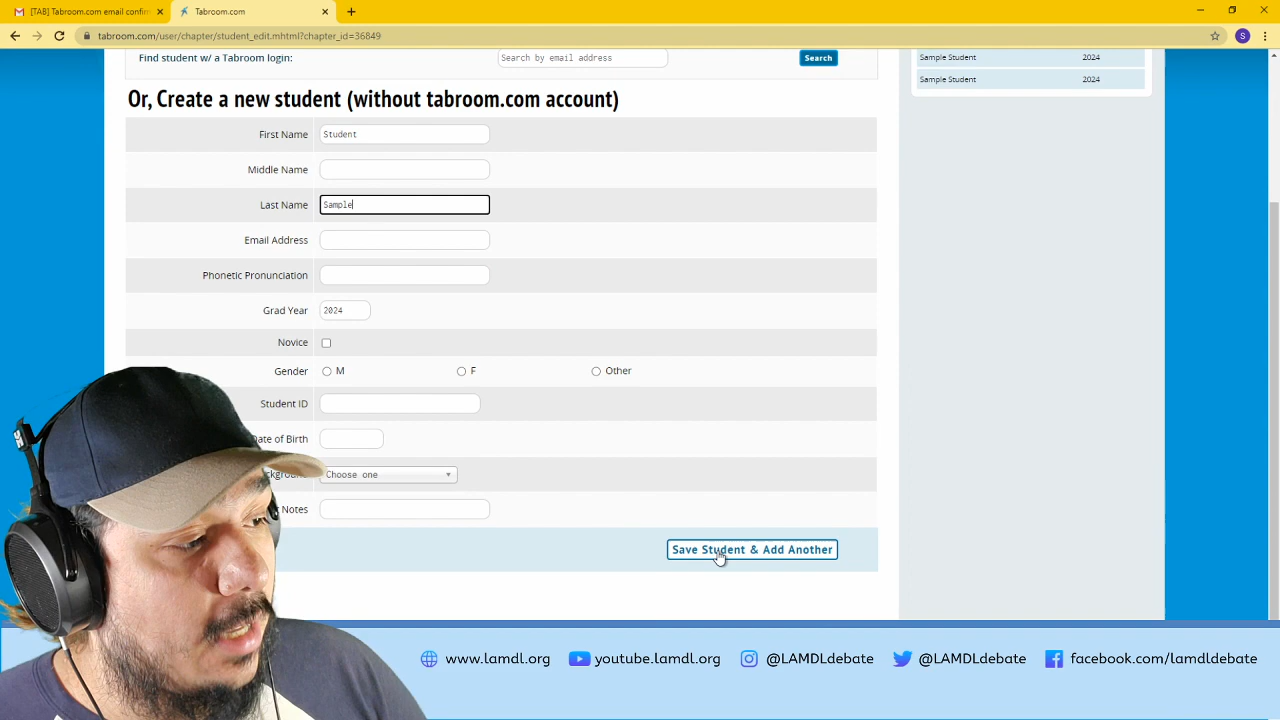 [TAB] Tabroom.com email confirm
Tabroom.com
tabroom.com/user/chapter/student_edit.mhtml?chapter_id=36849
S
Find student w/ a Tabroom login:
Search by email address
Search
Sample Student 2024
Sample Student 2024
Or, Create a new student (without tabroom.com account)
First Name Student
Middle Name
Last Name Sample
Email Address
Phonetic Pronunciation
Grad Year 2024
Novice
Gender M F Other
Student ID
Date of Birth
Choose one
Notes
Save Student & Add Another
www.lamdl.org youtube.lamdl.org @LAMDLdebate @LAMDLdebate facebook.com/lamdldebate